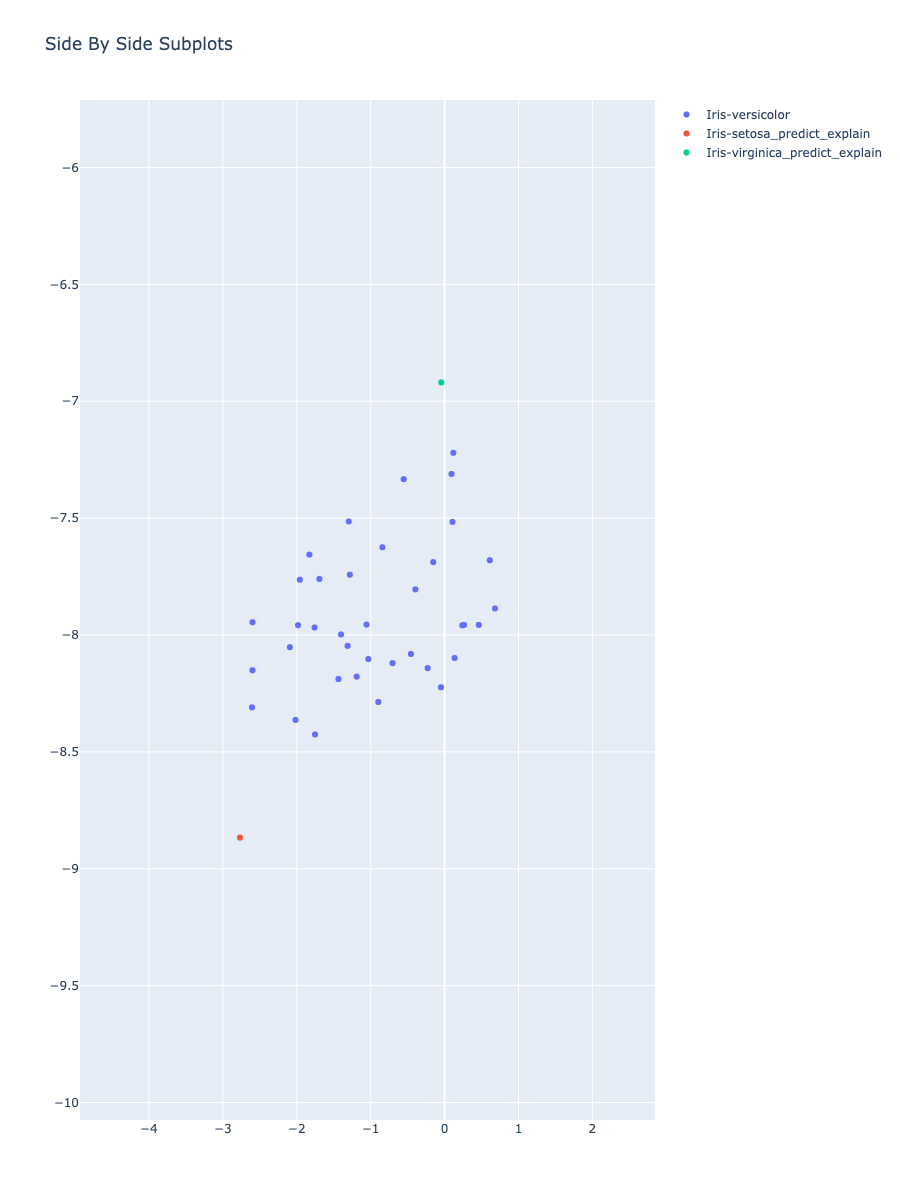 Side By Side Subplots
Iris-versicolor
Iris-setosa_predict_explain
Iris-virginica_predict_explain
−6
−6.5
−7
−7.5
−8
−8.5
−9
−9.5
−10
−4 −3 −2 −1 0 1 2